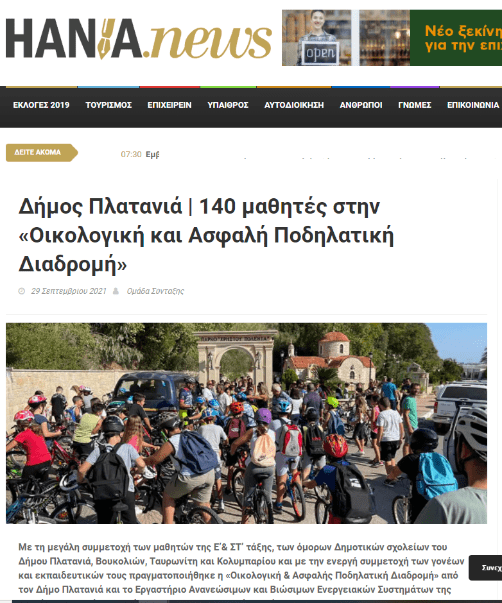 HANIA.news
open
Νέο ξεκίνη
για την επι
ΕΚΛΟΓΕΣ 2019 ΤΟΥΡΙΣΜΟΣ ΕΠΙΧΕΙΡΕΙΝ ΥΠΑΙΘΡΟΣ ΑΥΤΟΔΙΟΙΚΗΣΗ ΑΝΘΡΩΠΟΙ ΓΝΩΜΕΣ ΕΠΙΚΟΙΝΩΝΙΑ
ΔΕΙΤΕ ΑΚΟΜΑ 07:30 Εμβ
Δήμος Πλατανιά | 140 μαθητές στην
«Οικολογική και Ασφαλή Ποδηλατική
Διαδρομή»
29 Σεπτεμβρίου 2021 Ομάδα Σύνταξης
Με τη μεγάλη συμμετοχή των μαθητών της Ε'& ΣΤ' τάξης, των όμορων Δημοτικών σχολείων του
Δήμου Πλατανιά, Βουκολιών, Ταυρωνίτη και Κολυμπαρίου και με την ενεργή συμμετοχή των γονέων
και εκπαιδευτικών τους πραγματοποιήθηκε η «Οικολογική & Ασφαλής Ποδηλατική Διαδρομή» από
τον Δήμο Πλατανιά και το Εργαστήριο Ανανεώσιμων και Βιώσιμων Ενεργειακών Συστημάτων της
Συνεχ